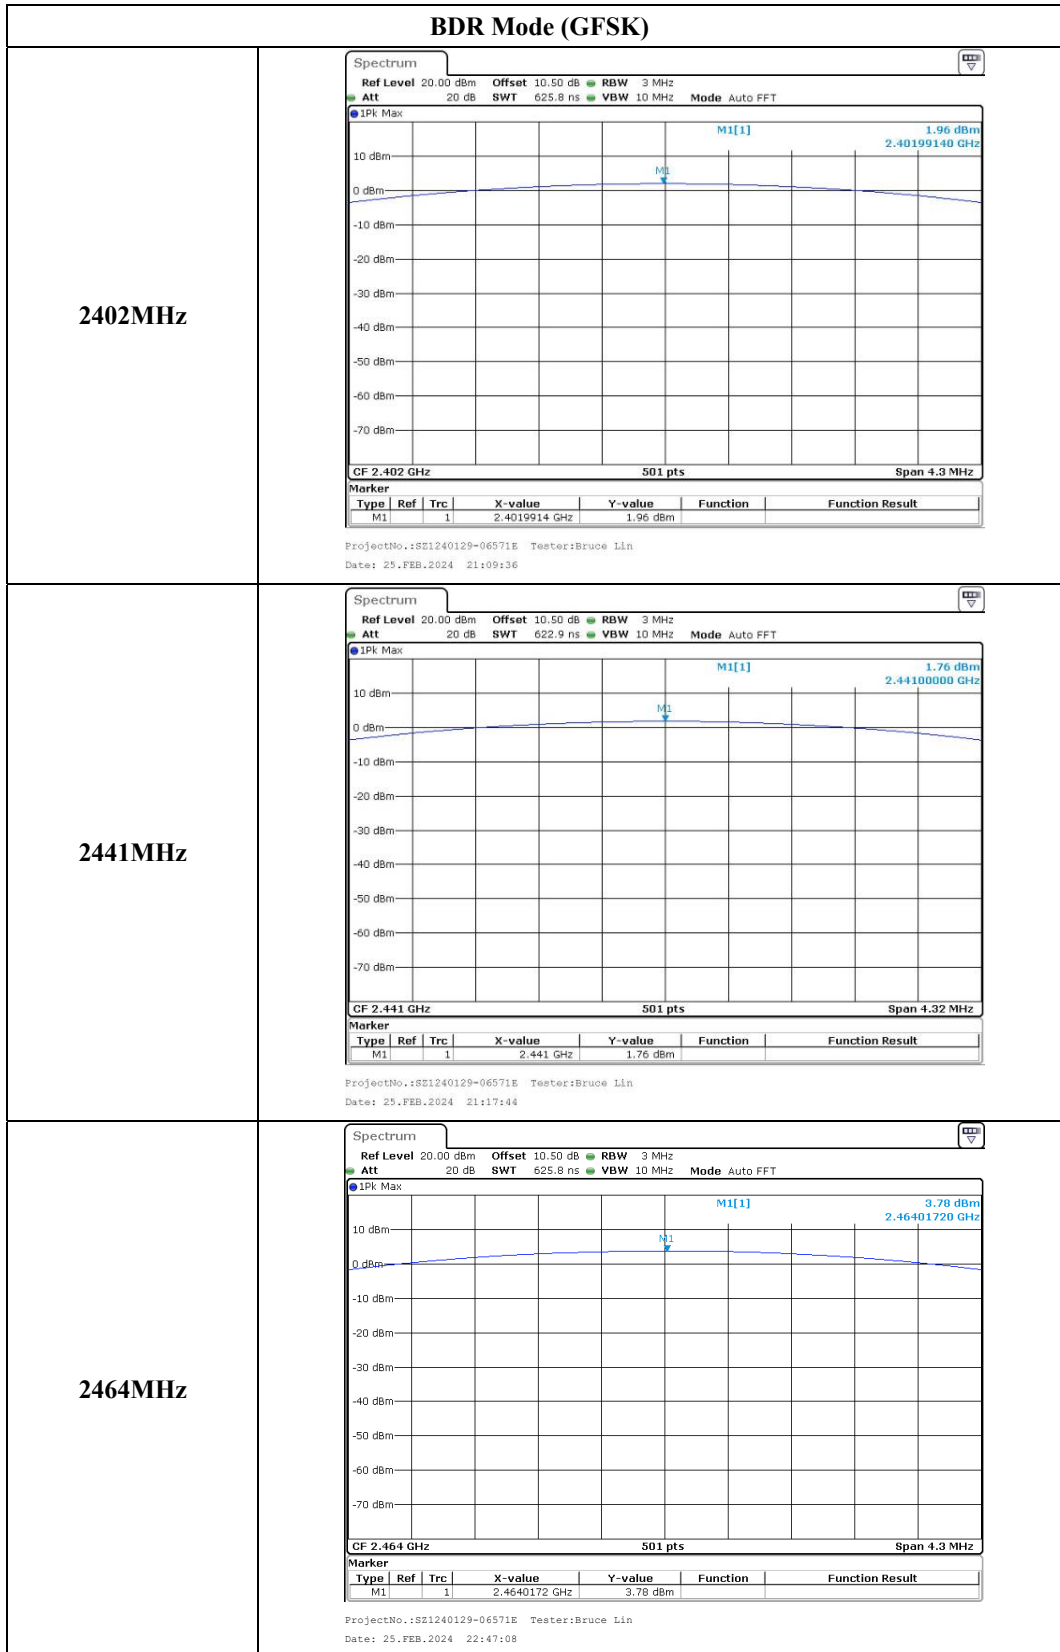 BDR Mode (GFSK)
2402MHz
Spectrum
Ref Level 20.00 dBm Offset 10.50 dB RBW 3 MHz
Att 20 dB SWT 625.8 ns VBW 10 MHz Mode Auto FFT
1Pk Max
M1[1] 1.96 dBm
2.40199140 GHz
10 dBm
M1
0 dBm
-10 dBm
-20 dBm
-30 dBm
-40 dBm
-50 dBm
-60 dBm
-70 dBm
CF 2.402 GHz 501 pts Span 4.3 MHz
Marker
Type Ref Trc X-value Y-value Function Function Result
M1 1 2.4019914 GHz 1.96 dBm
ProjectNo.:SZ1240129-06571E Tester:Bruce Lin
Date: 25.FEB.2024 21:09:36
2441MHz
Spectrum
Ref Level 20.00 dBm Offset 10.50 dB RBW 3 MHz
Att 20 dB SWT 622.9 ns VBW 10 MHz Mode Auto FFT
1Pk Max
M1[1] 1.76 dBm
2.44100000 GHz
10 dBm
M1
0 dBm
-10 dBm
-20 dBm
-30 dBm
-40 dBm
-50 dBm
-60 dBm
-70 dBm
CF 2.441 GHz 501 pts Span 4.32 MHz
Marker
Type Ref Trc X-value Y-value Function Function Result
M1 1 2.441 GHz 1.76 dBm
ProjectNo.:SZ1240129-06571E Tester:Bruce Lin
Date: 25.FEB.2024 21:17:44
2464MHz
Spectrum
Ref Level 20.00 dBm Offset 10.50 dB RBW 3 MHz
Att 20 dB SWT 625.8 ns VBW 10 MHz Mode Auto FFT
1Pk Max
M1[1] 3.78 dBm
2.46401720 GHz
10 dBm
M1
0 dBm
-10 dBm
-20 dBm
-30 dBm
-40 dBm
-50 dBm
-60 dBm
-70 dBm
CF 2.464 GHz 501 pts Span 4.3 MHz
Marker
Type Ref Trc X-value Y-value Function Function Result
M1 1 2.4640172 GHz 3.78 dBm
ProjectNo.:SZ1240129-06571E Tester:Bruce Lin
Date: 25.FEB.2024 22:47:08